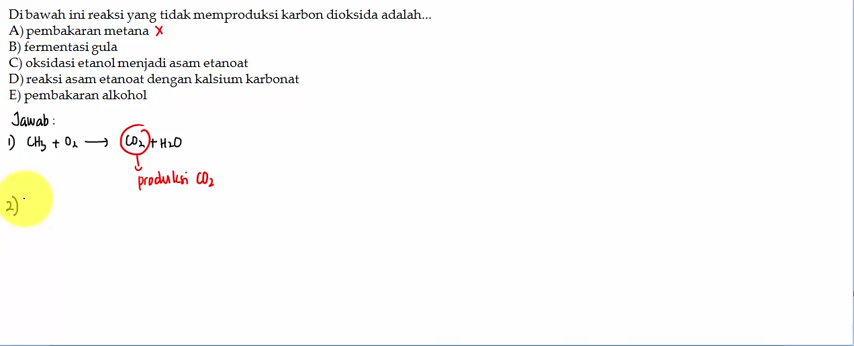 Di bawah ini reaksi yang tidak memproduksi karbon dioksida adalah...
A) pembakaran metana X
B) fermentasi gula
C) oksidasi etanol menjadi asam etanoat
D) reaksi asam etanoat dengan kalsium karbonat
E) pembakaran alkohol
Jawab :
1) CH₃ + O₂ → CO₂ + H₂O
produksi CO₂
2)